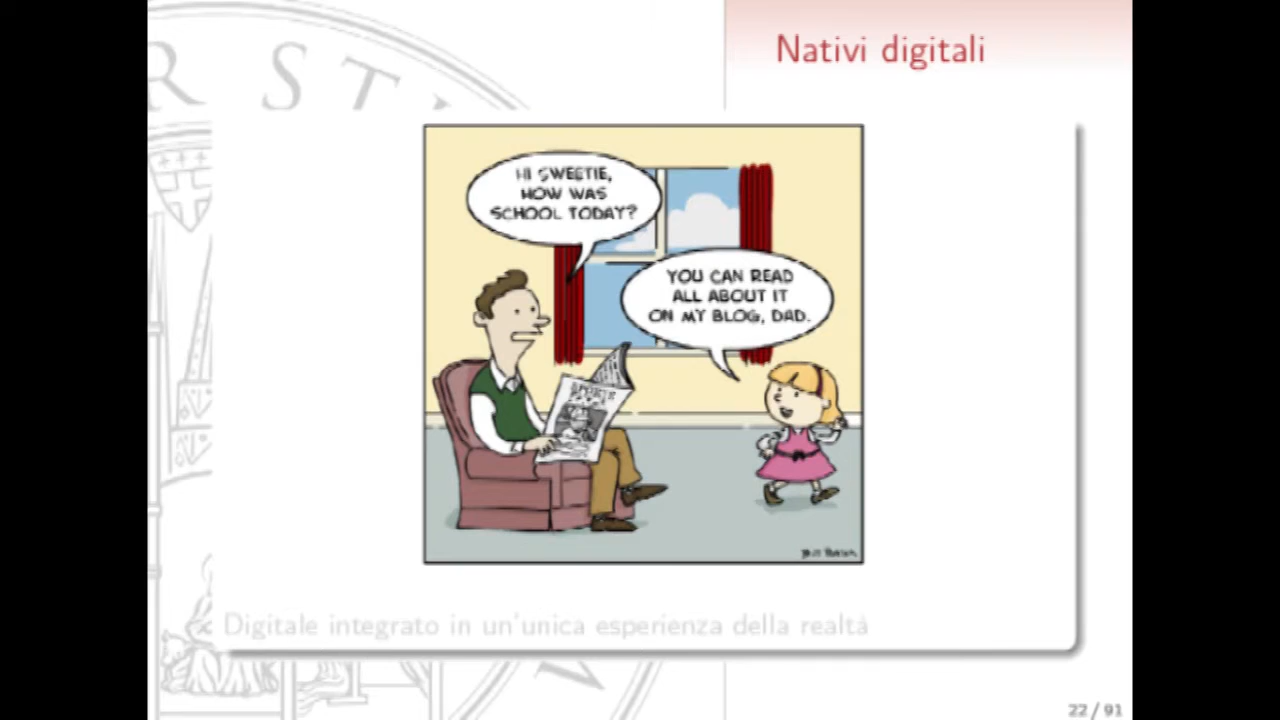 Nativi digitali
HI SWEETIE,
HOW WAS
SCHOOL TODAY?
YOU CAN READ
ALL ABOUT IT
ON MY BLOG, DAD.
SPORTS
Digitale integrato in un'unica esperienza della realtà
22 / 91